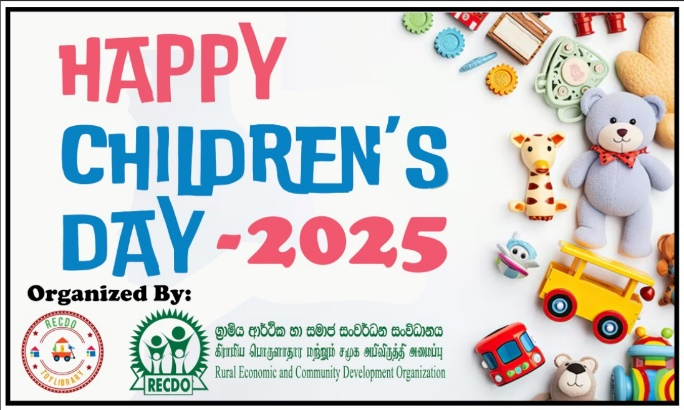 HAPPY
CHILDREN'S
DAY -2025
Organized By:
RECDO
TOY LIBRARY
RECDO
ග්‍රාමීය ආර්ථික හා සමාජ සංවර්ධන සංවිධානය
கிராமிய பொருளாதார மற்றும் சமூக அபிவிருத்தி அமைப்பு
Rural Economic and Community Development Organization